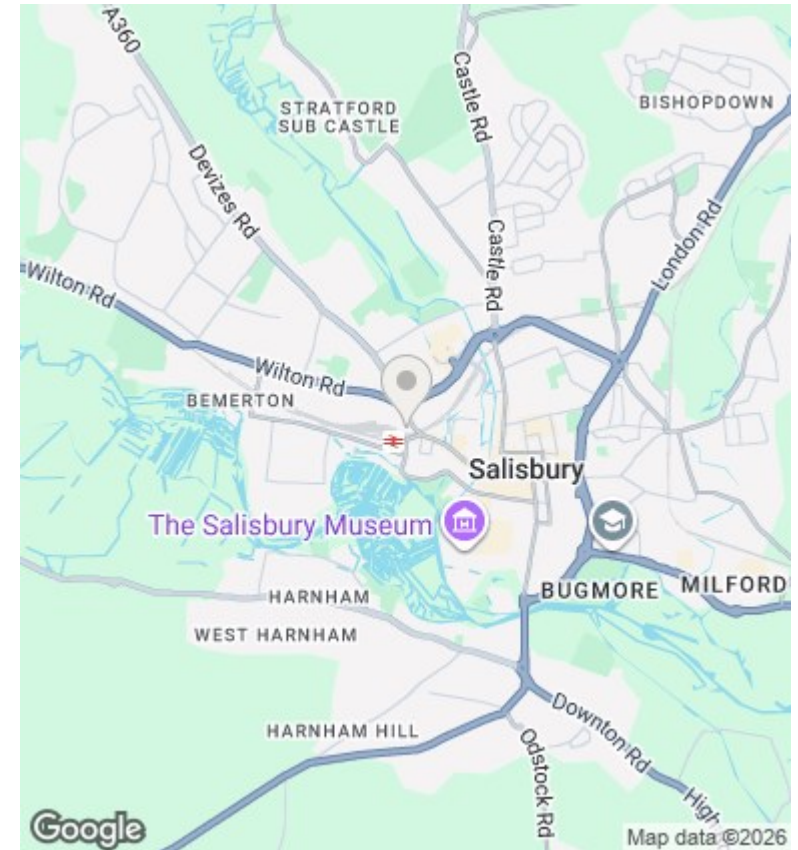 A360
Castle Rd
STRATFORD
SUB CASTLE
BISHOPDOWN
Devizes Rd
Castle Rd
London Rd
Wilton Rd
Wilton Rd
BEMERTON
Salisbury
The Salisbury Museum
BUGMORE
MILFORD
HARNHAM
WEST HARNHAM
HARNHAM HILL
Downton Rd
Odstock Rd
High
Google
Map data ©2026